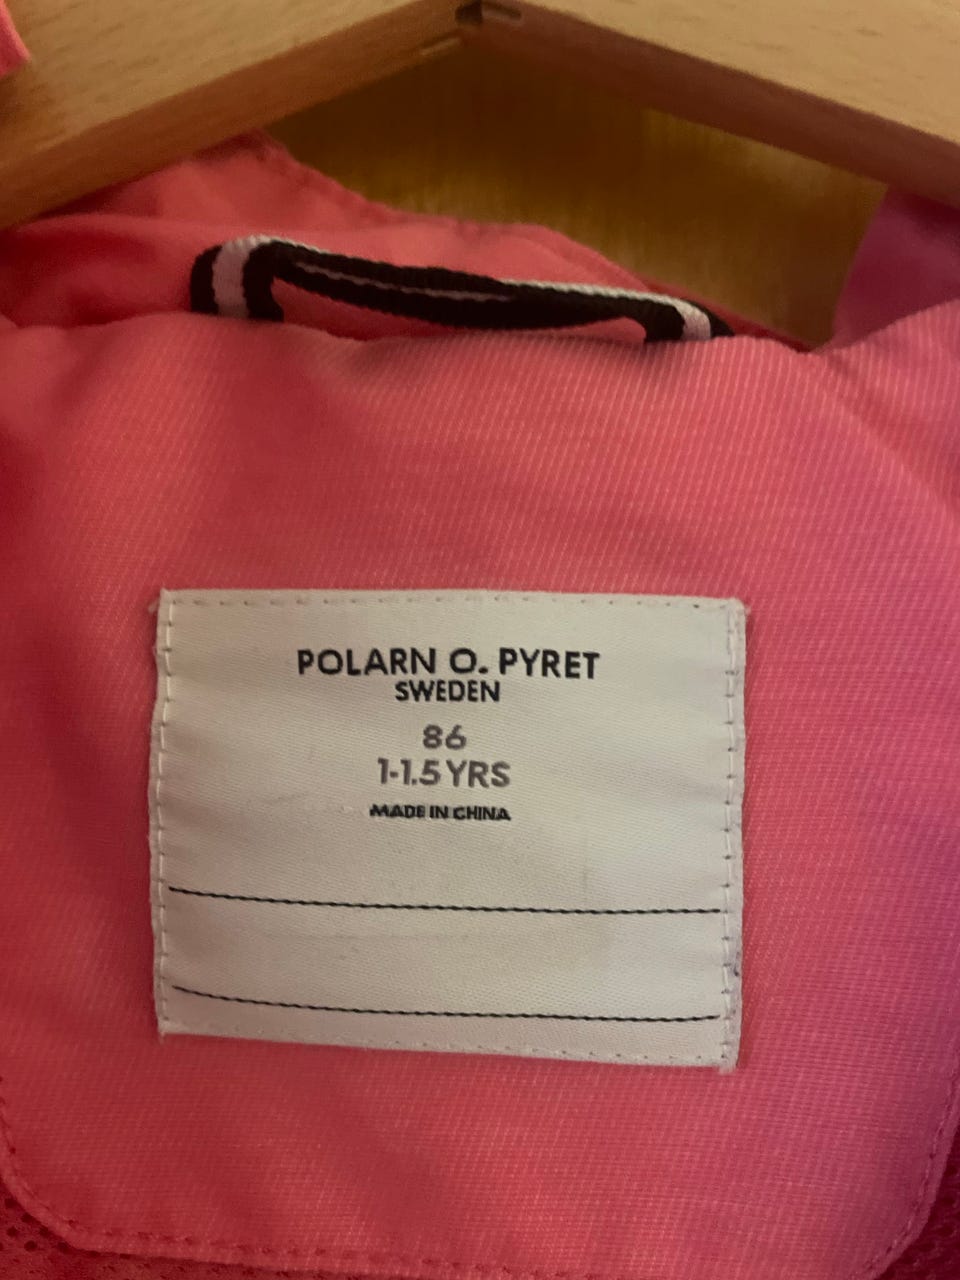 POLARN O. PYRET
SWEDEN
86
1-1.5 YRS
MADE IN CHINA